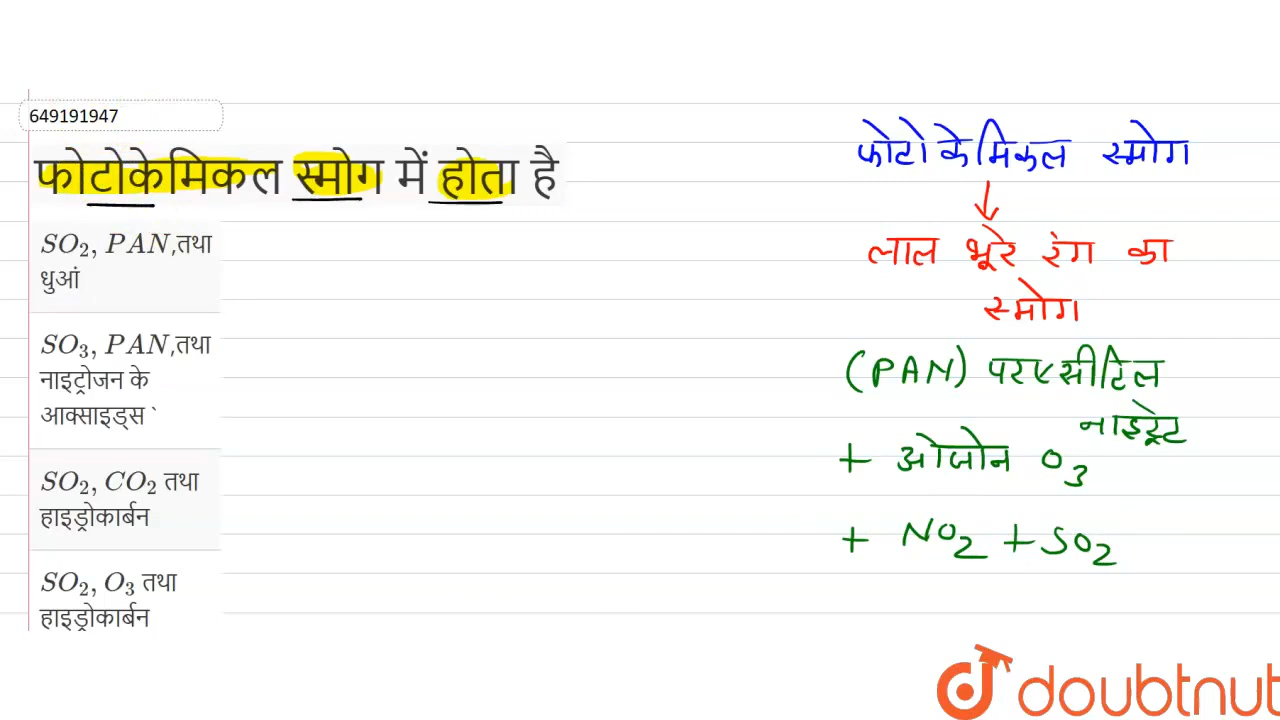 649191947
फोटोकेमिकल स्मोग में होता है
SO₂, PAN,तथा
धुआं
SO₃, PAN,तथा
नाइट्रोजन के
आक्साइड्स `
SO₂, CO₂ तथा
हाइड्रोकार्बन
SO₂, O₃ तथा
हाइड्रोकार्बन
फोटोकेमिकल स्मोग
लाल भूरे रंग का
स्मोग
(PAN) परएसीटिल
नाइट्रेट
+ ओजोन O₃
+ NO₂ + SO₂
doubtnut